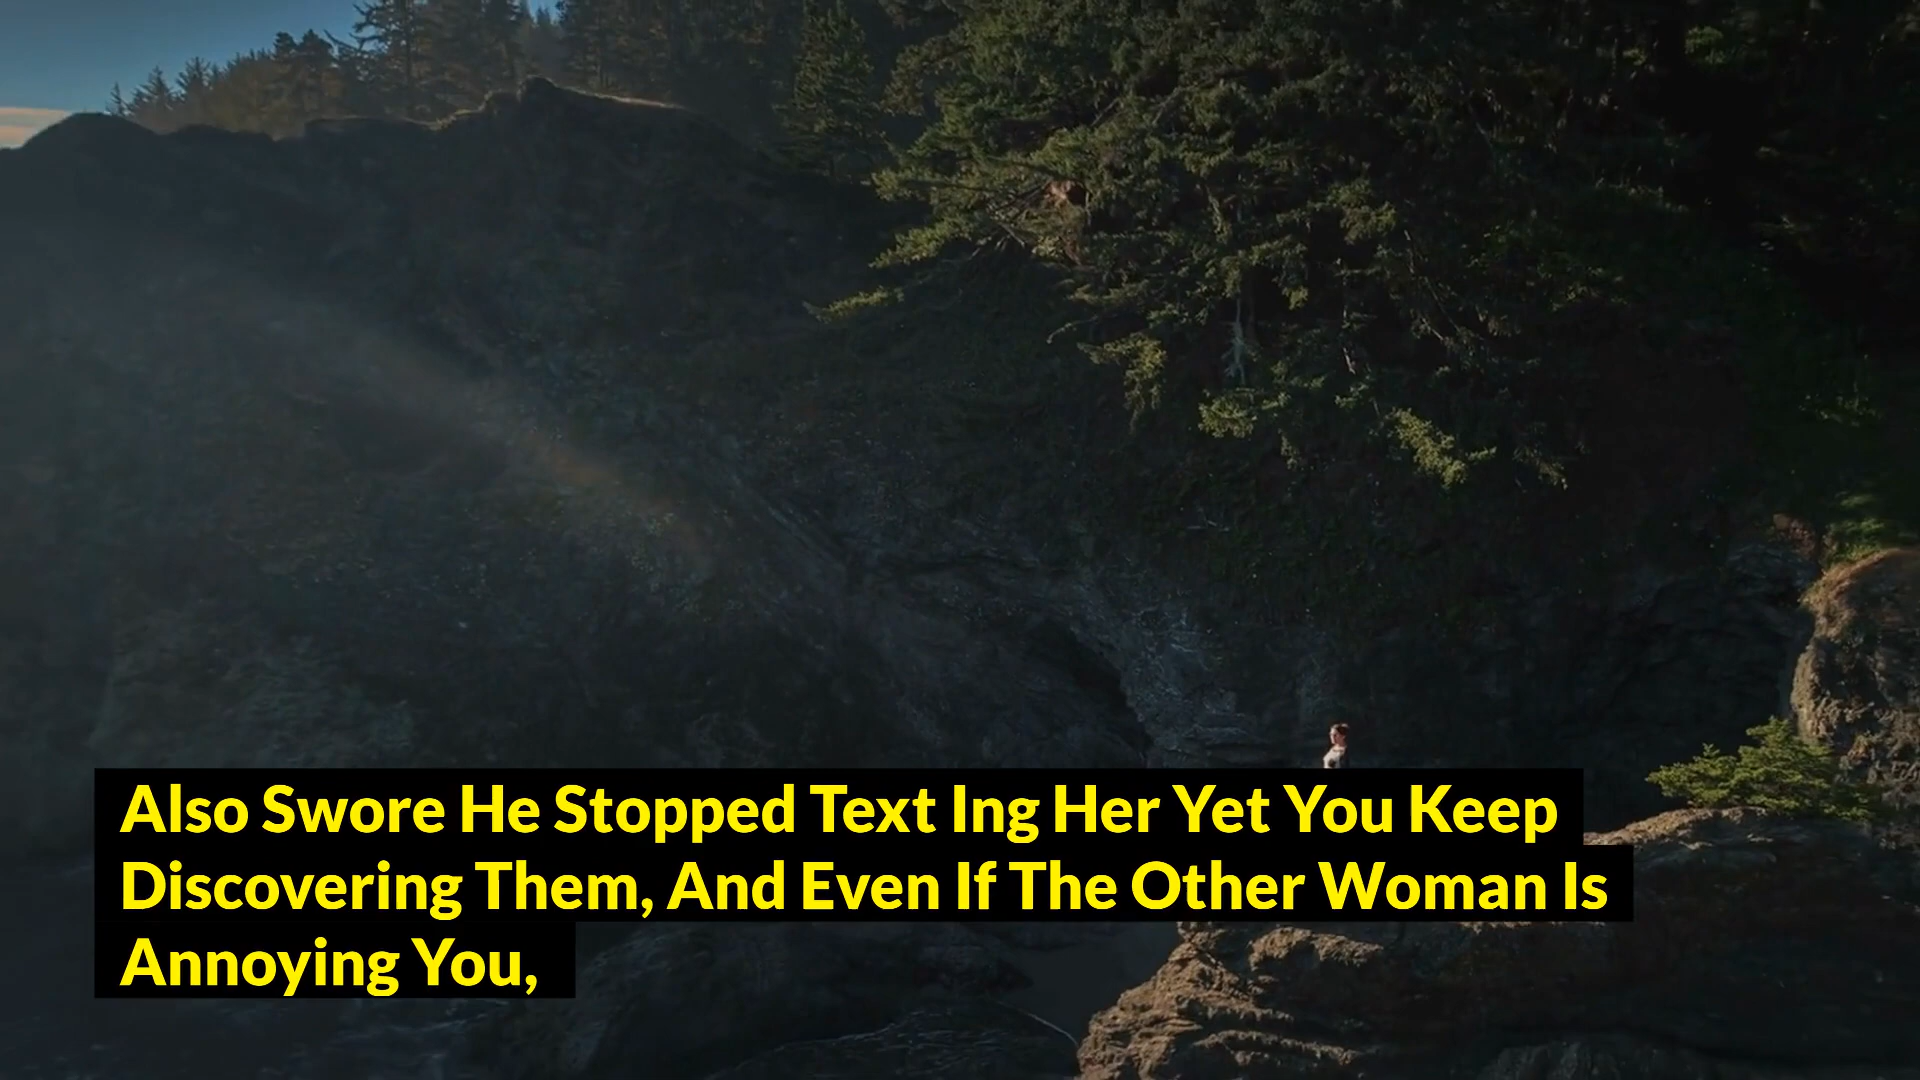 Also Swore He Stopped Text Ing Her Yet You Keep
Discovering Them, And Even If The Other Woman Is
Annoying You,